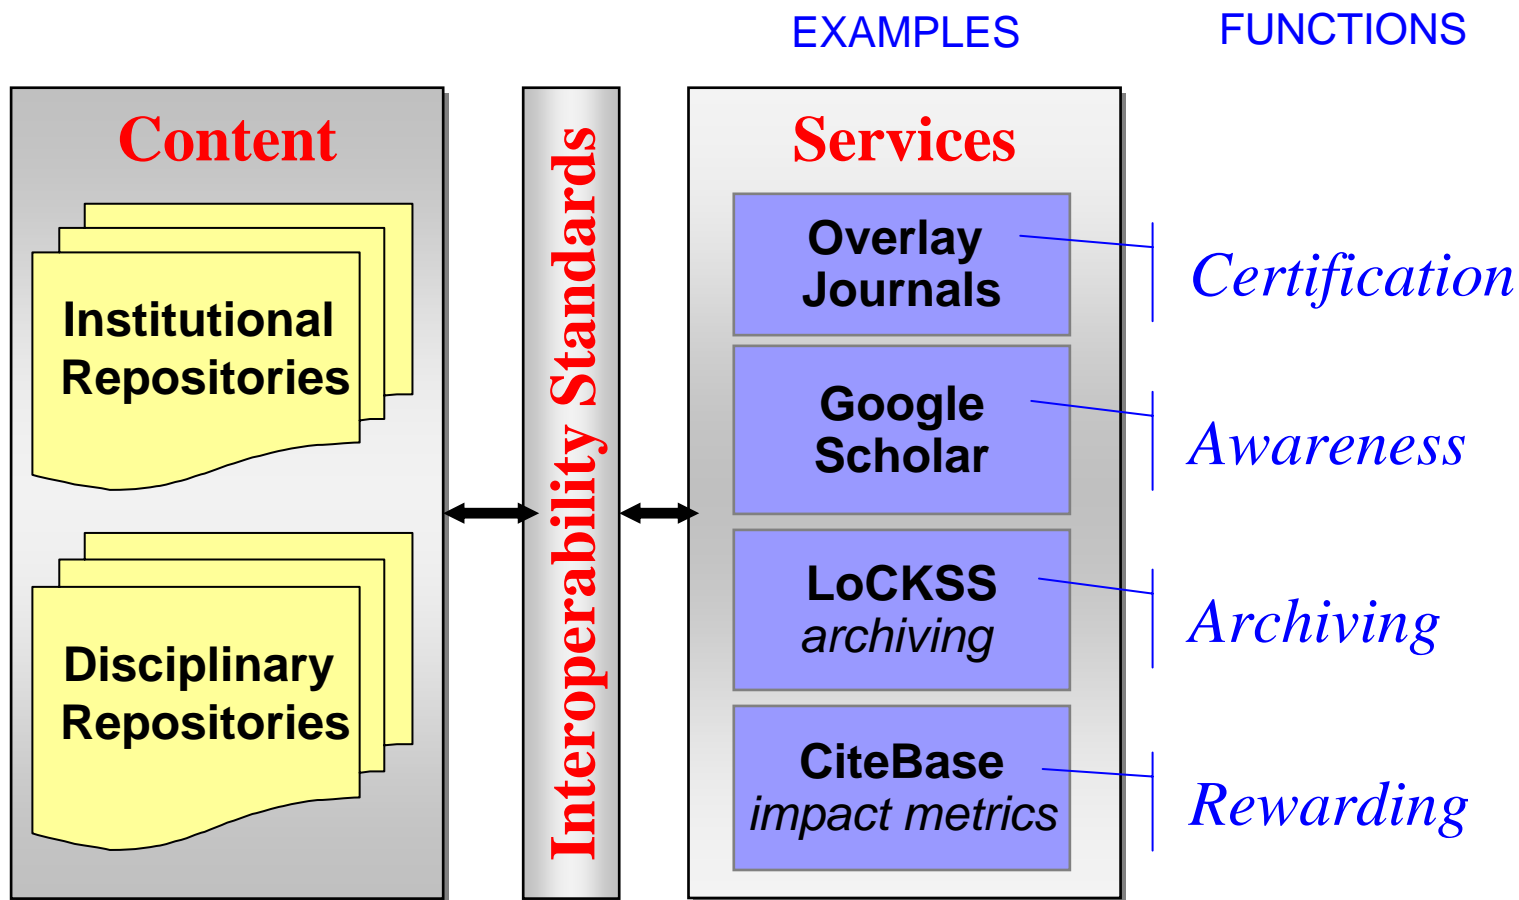 EXAMPLES
FUNCTIONS
Content
Institutional
Repositories
Disciplinary
Repositories
Interoperability Standards
Services
Overlay
Journals
Certification
Google
Scholar
Awareness
LoCKSS
archiving
Archiving
CiteBase
impact metrics
Rewarding